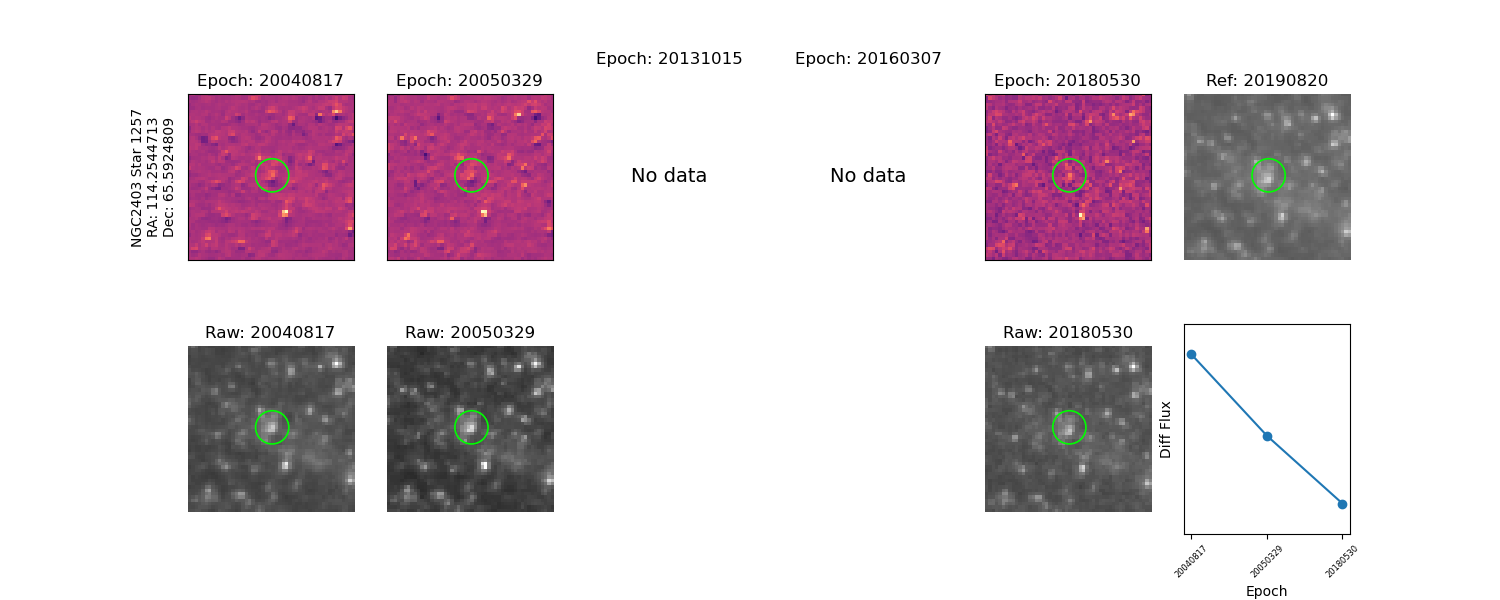 Epoch: 20040817
Epoch: 20050329
Epoch: 20131015
Epoch: 20160307
Epoch: 20180530
Ref: 20190820
NGC2403 Star 1257
RA: 114.2544713
Dec: 65.5924809
No data
No data
Raw: 20040817
Raw: 20050329
Raw: 20180530
Diff Flux
20040817
20050329
20180530
Epoch